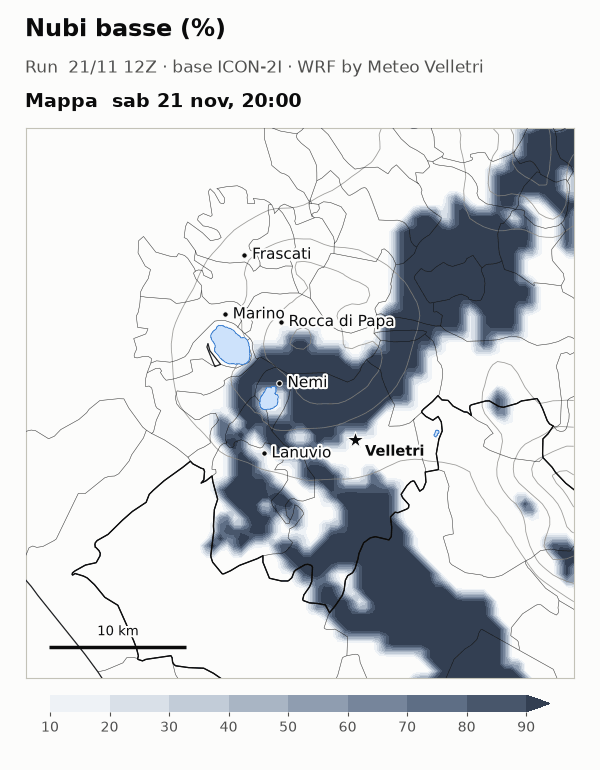 Nubi basse (%)
Run  21/11 12Z · base ICON-2I · WRF by Meteo Velletri
Mappa  sab 21 nov, 20:00
Frascati
Marino
Rocca di Papa
Nemi
Velletri
Lanuvio
10 km
10 20 30 40 50 60 70 80 90